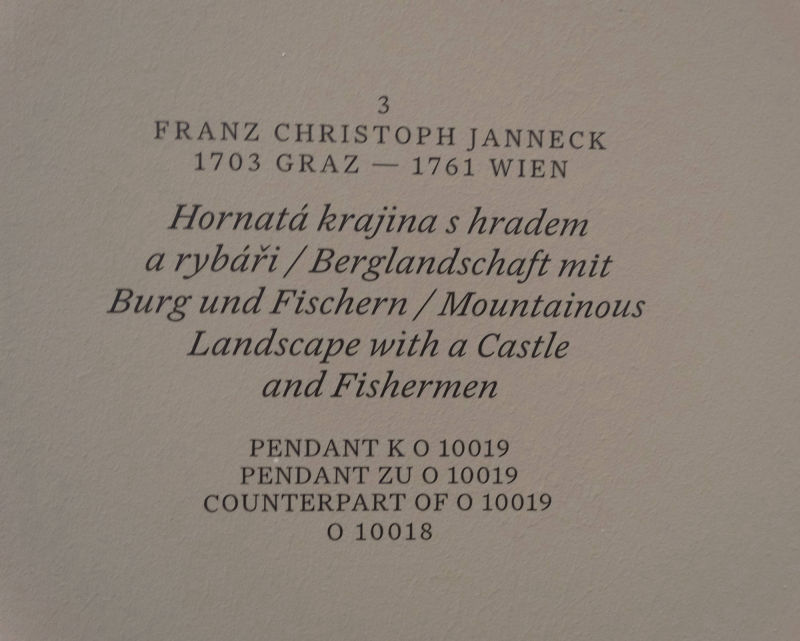 3
FRANZ CHRISTOPH JANNECK
1703 GRAZ — 1761 WIEN
Hornatá krajina s hradem
a rybáři / Berglandschaft mit
Burg und Fischern / Mountainous
Landscape with a Castle
and Fishermen
PENDANT K O 10019
PENDANT ZU O 10019
COUNTERPART OF O 10019
O 10018